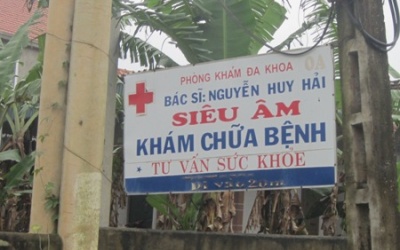 PHÒNG KHÁM ĐA KHOA
BÁC SĨ: NGUYỄN HUY HẢI
SIÊU ÂM
KHÁM CHỮA BỆNH
TƯ VẤN SỨC KHỎE